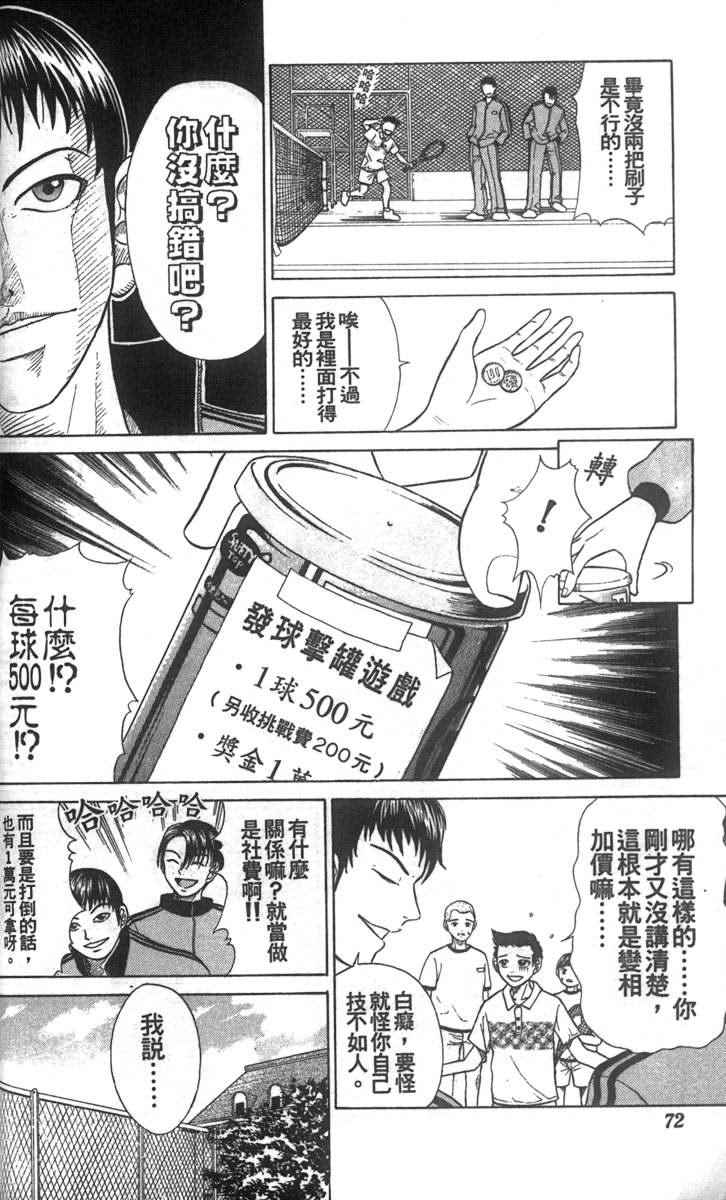 畢竟沒兩把刷子
是不行的……
哈哈哈
唉──不過
我是裡面打得
最好的……
100
什麼？
你沒搞錯吧？
轉
！
SAFETY
TOP
發球擊罐遊戲
・1球500元
（另收挑戰費200元）
・獎金1萬
什麼!?
每球500元!?
哪有這樣的……你
剛才又沒講清楚，
這根本就是變相
加價嘛……
白癡，要怪
就怪你自己
技不如人。
有什麼
關係嘛？就當做
是社費啊!!
哈哈哈哈
而且要是打倒的話，
也有1萬元可拿呀。
我說……
72